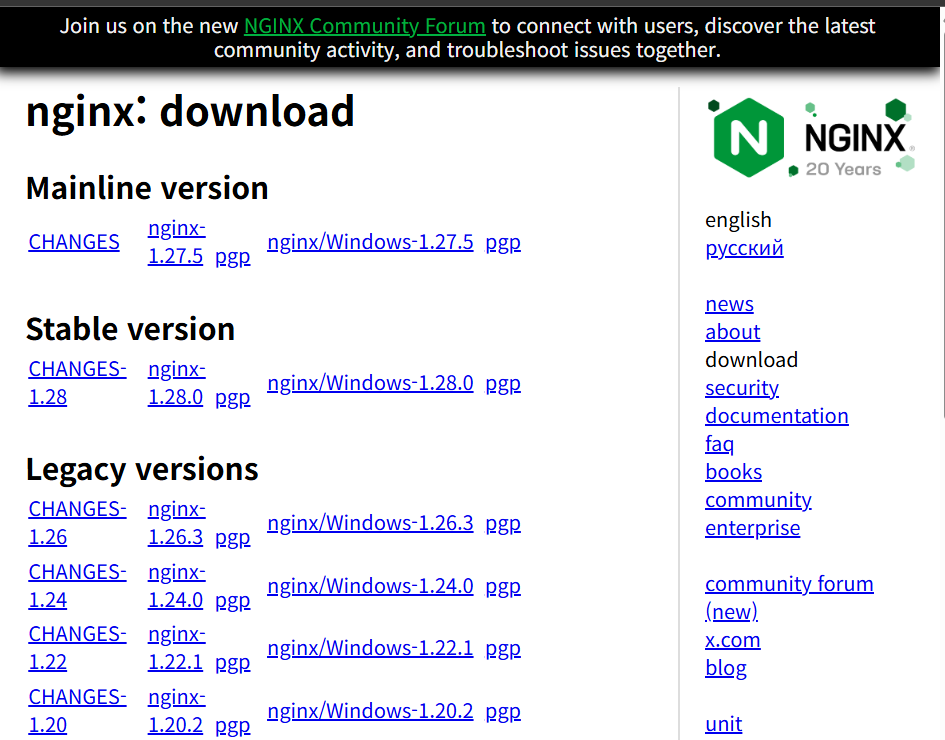 Join us on the new NGINX Community Forum to connect with users, discover the latest
community activity, and troubleshoot issues together.
nginx: download
Mainline version
CHANGES nginx-1.27.5 pgp nginx/Windows-1.27.5 pgp
Stable version
CHANGES-1.28 nginx-1.28.0 pgp nginx/Windows-1.28.0 pgp
Legacy versions
CHANGES-1.26 nginx-1.26.3 pgp nginx/Windows-1.26.3 pgp
CHANGES-1.24 nginx-1.24.0 pgp nginx/Windows-1.24.0 pgp
CHANGES-1.22 nginx-1.22.1 pgp nginx/Windows-1.22.1 pgp
CHANGES-1.20 nginx-1.20.2 pgp nginx/Windows-1.20.2 pgp
N NGINX®
20 Years
english
русский
news
about
download
security
documentation
faq
books
community
enterprise
community forum
(new)
x.com
blog
unit